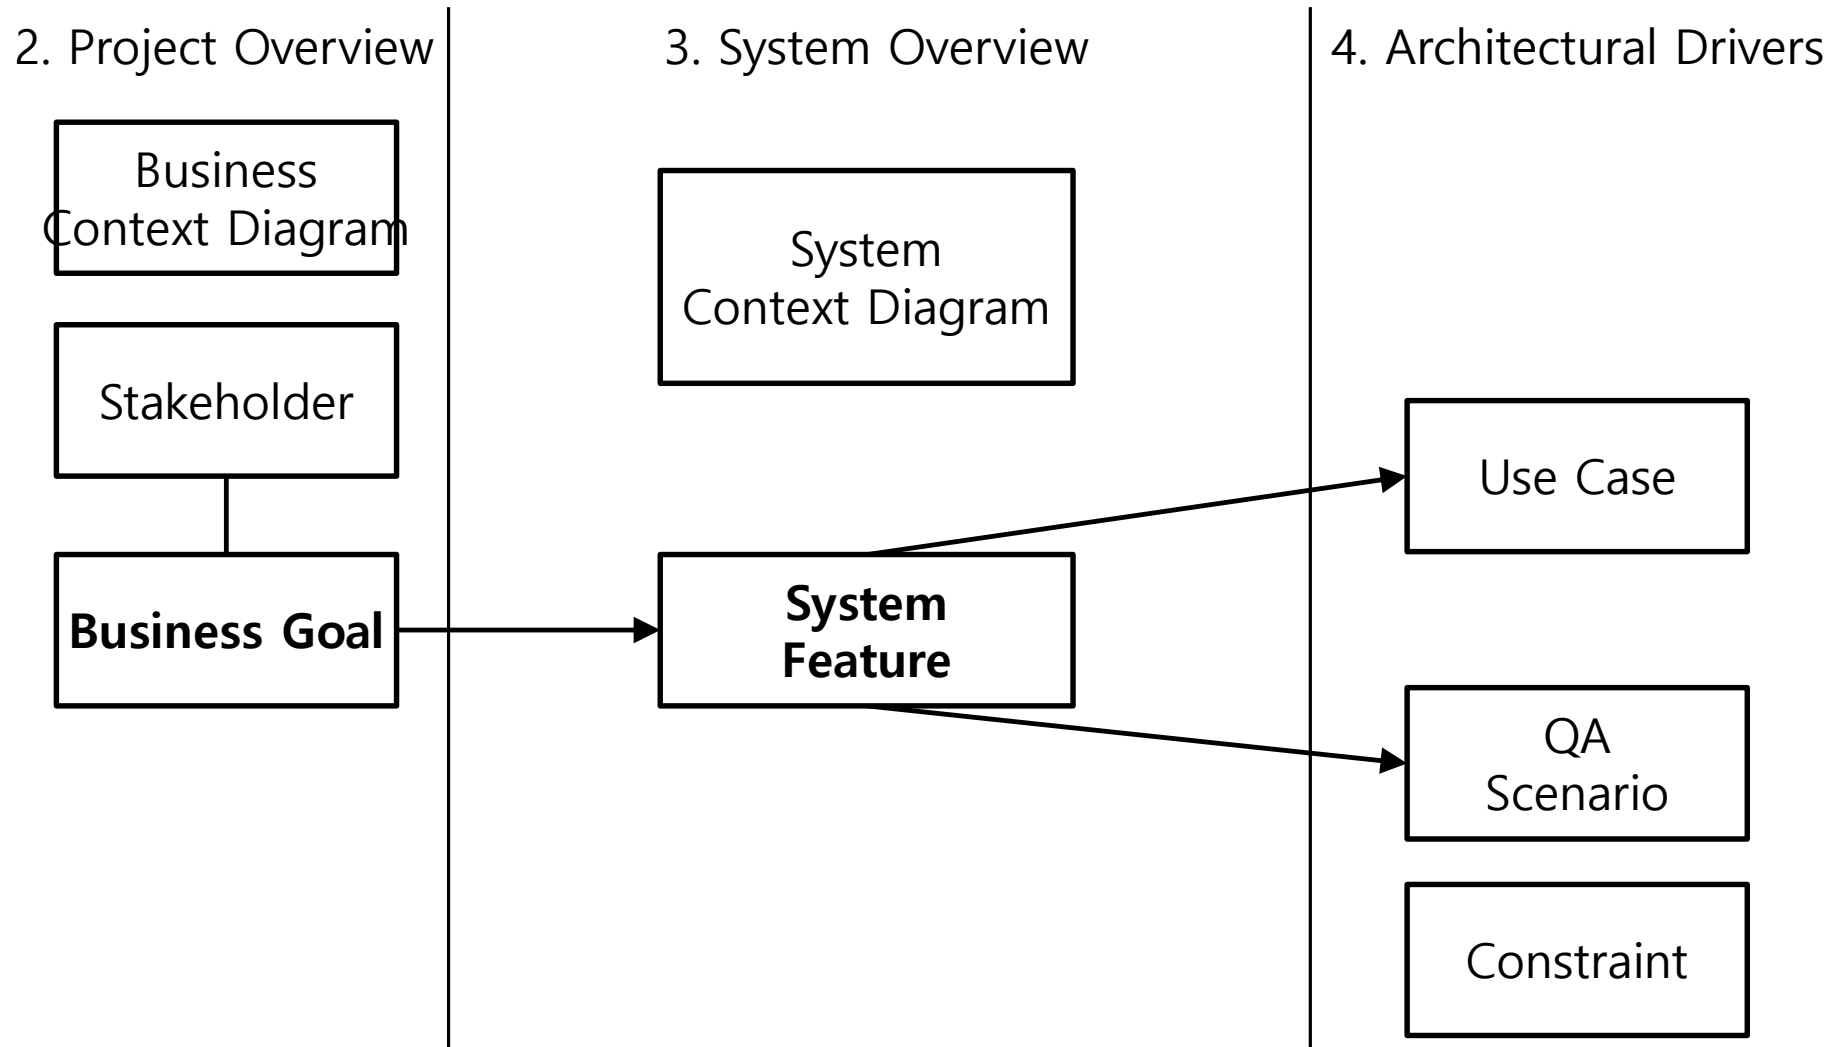 2. Project Overview
Business
Context Diagram
Stakeholder
Business Goal
3. System Overview
System
Context Diagram
System
Feature
4. Architectural Drivers
Use Case
QA
Scenario
Constraint